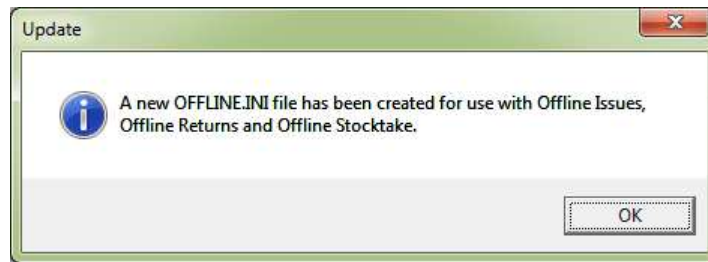 Update
A new OFFLINE.INI file has been created for use with Offline Issues,
Offline Returns and Offline Stocktake.
OK